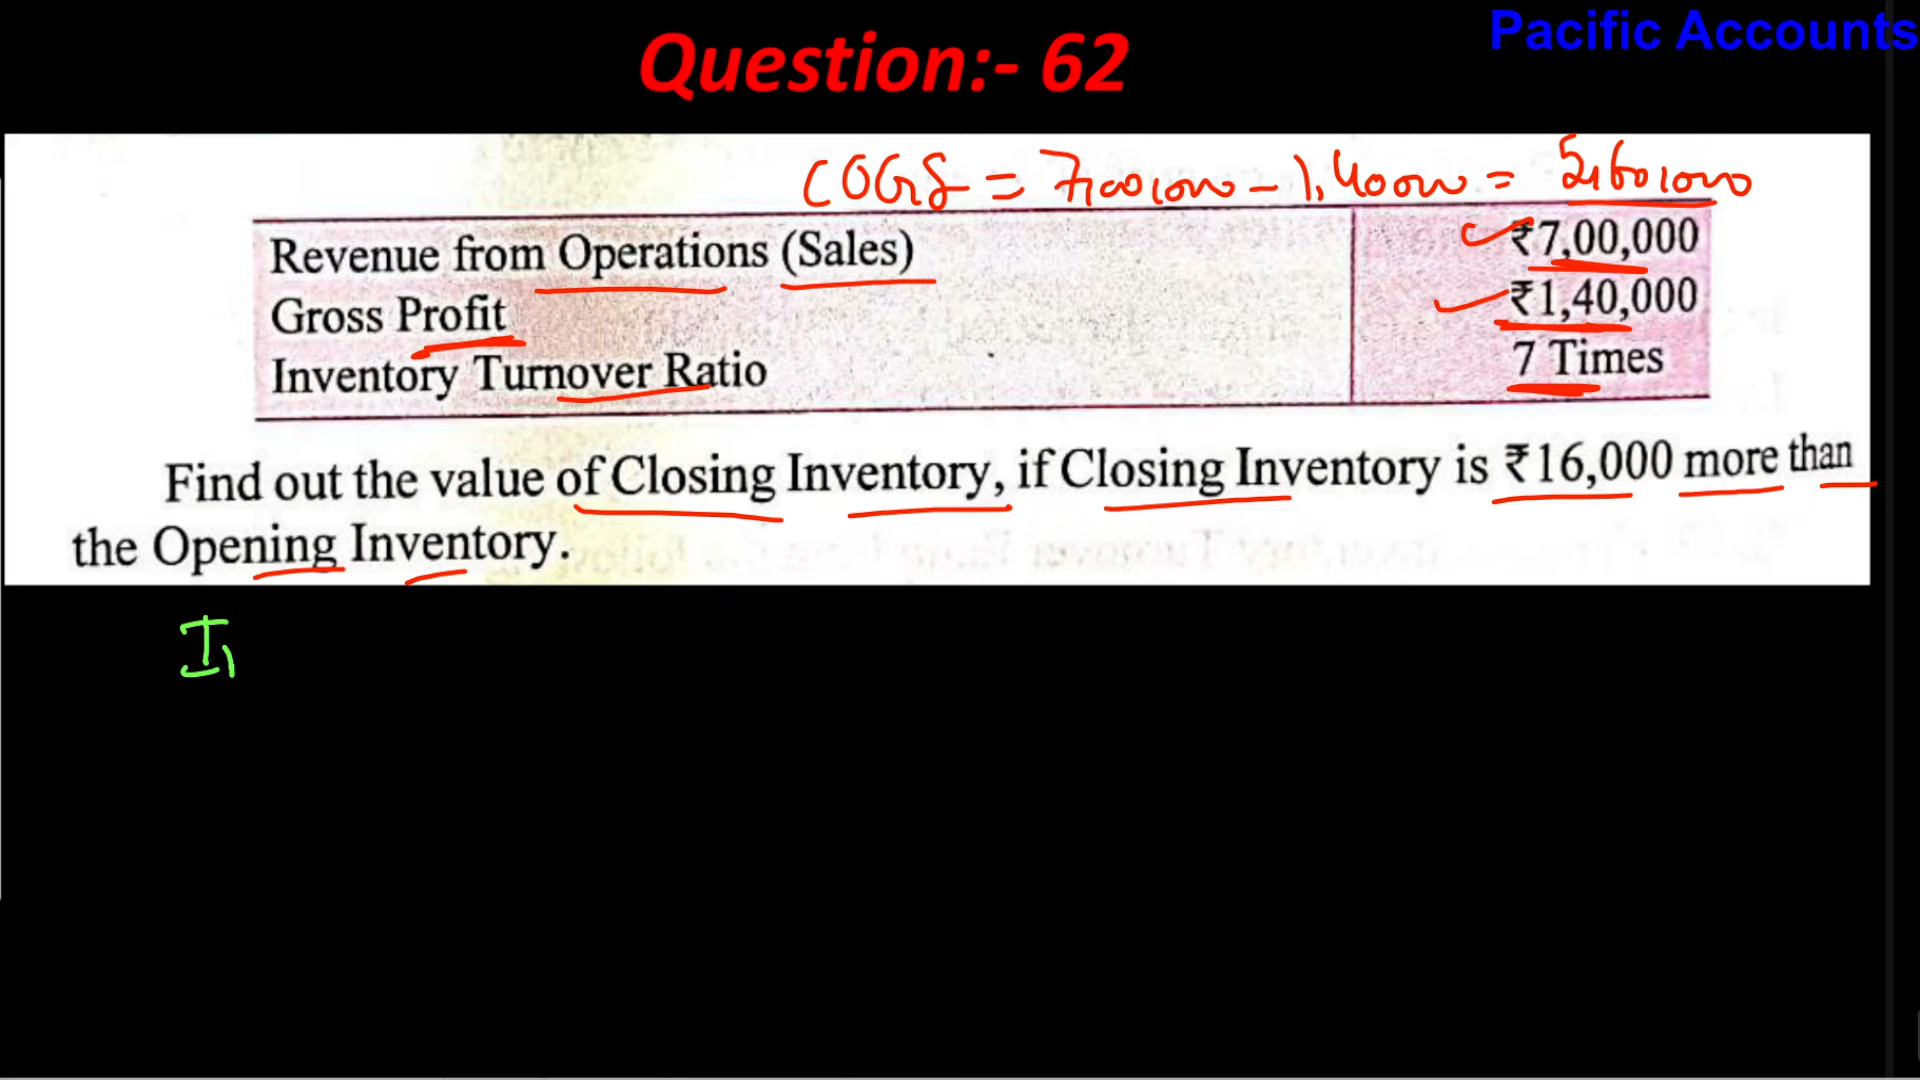 Pacific Accounts
Question:- 62
COGS = 7,00,000 - 1,40,000 = 5,60,000
Revenue from Operations (Sales) ₹7,00,000
Gross Profit ₹1,40,000
Inventory Turnover Ratio 7 Times
Find out the value of Closing Inventory, if Closing Inventory is ₹16,000 more than
the Opening Inventory.
I